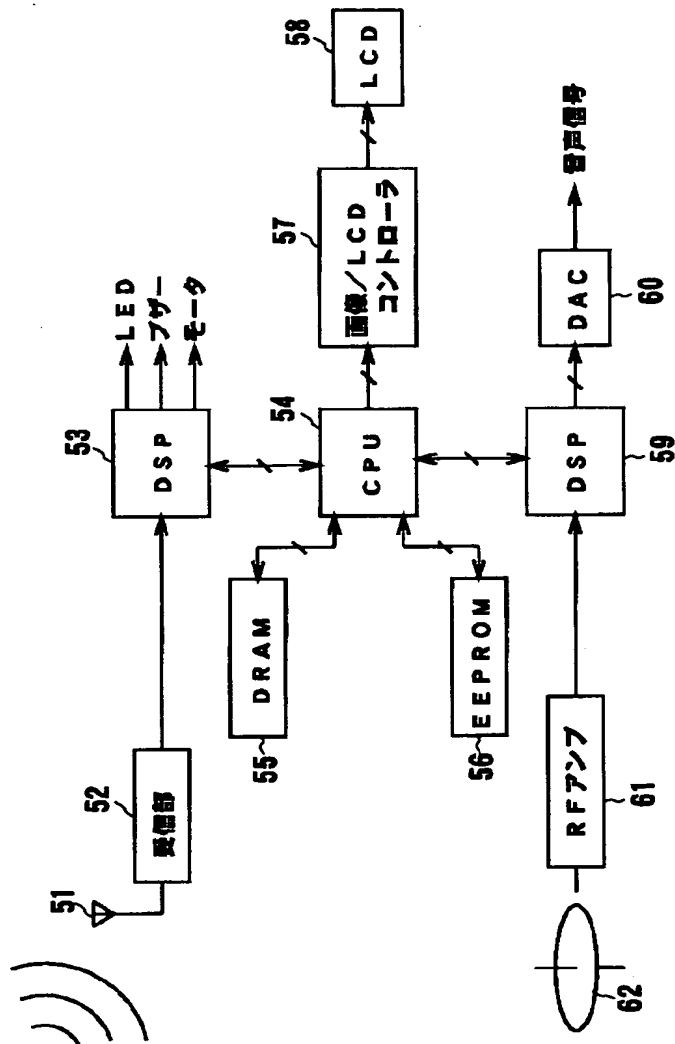 51
52
受信部
53
DSP
LED
ブザー
モータ
55
DRAM
54
CPU
57
画像/LCD
コントローラ
58
LCD
56
EEPROM
62
61
RFアンプ
59
DSP
60
DAC
音声信号